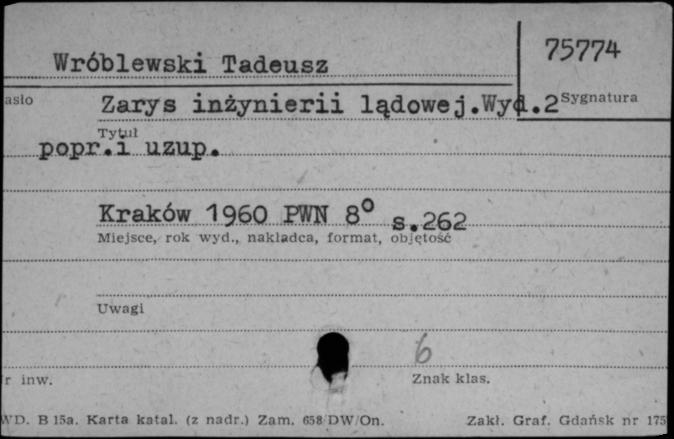 75774
Wróblewski Tadeusz
asło Zarys inżynierii lądowej.Wyd.2 Sygnatura
Tytuł
popr.i uzup.
Kraków 1960 PWN 8° s.262
Miejsce, rok wyd., nakładca, format, objętość
Uwagi
6
r inw. Znak klas.
WD. B 15a. Karta katal. (z nadr.) Zam. 658/DW/On. Zakł. Graf. Gdańsk nr 175